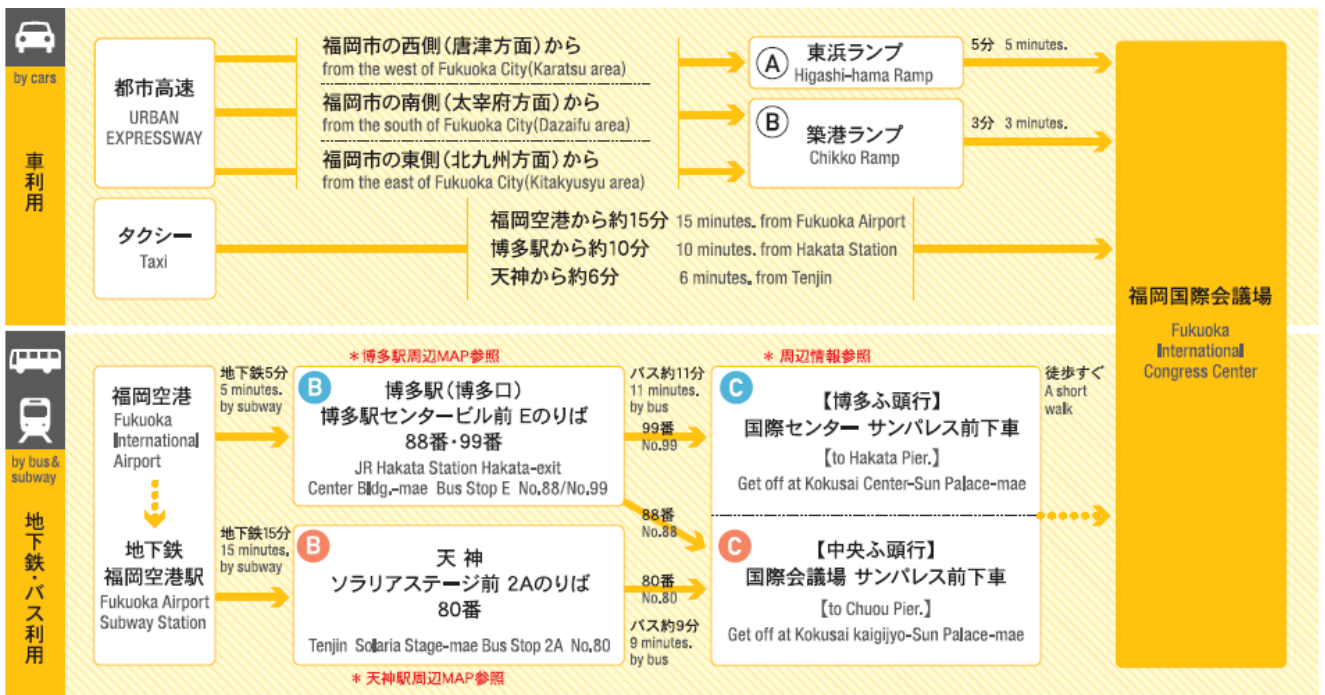 by cars
車利用
都市高速
URBAN
EXPRESSWAY
福岡市の西側(唐津方面)から
from the west of Fukuoka City(Karatsu area)
福岡市の南側(太宰府方面)から
from the south of Fukuoka City(Dazaifu area)
福岡市の東側(北九州方面)から
from the east of Fukuoka City(Kitakyusyu area)
A
東浜ランプ
Higashi-hama Ramp
5分 5 minutes.
B
築港ランプ
Chikko Ramp
3分 3 minutes.
タクシー
Taxi
福岡空港から約15分 15 minutes. from Fukuoka Airport
博多駅から約10分 10 minutes. from Hakata Station
天神から約6分 6 minutes. from Tenjin
福岡国際会議場
Fukuoka
International
Congress Center
by bus&
subway
地下鉄・バス利用
福岡空港
Fukuoka
International
Airport
地下鉄
福岡空港駅
Fukuoka Airport
Subway Station
地下鉄5分
5 minutes.
by subway
地下鉄15分
15 minutes.
by subway
*博多駅周辺MAP参照
B
博多駅(博多口)
博多駅センタービル前 Eのりば
88番・99番
JR Hakata Station Hakata-exit
Center Bldg.-mae Bus Stop E No.88/No.99
B
天神
ソラリアステージ前 2Aのりば
80番
Tenjin Solaria Stage-mae Bus Stop 2A No.80
*天神駅周辺MAP参照
バス約11分
11 minutes.
by bus
99番
No.99
88番
No.88
80番
No.80
バス約9分
9 minutes.
by bus
*周辺情報参照
C
【博多ふ頭行】
国際センター サンパレス前下車
【to Hakata Pier.】
Get off at Kokusai Center-Sun Palace-mae
C
【中央ふ頭行】
国際会議場 サンパレス前下車
【to Chuou Pier.】
Get off at Kokusai kaigijyo-Sun Palace-mae
徒歩すぐ
A short
walk